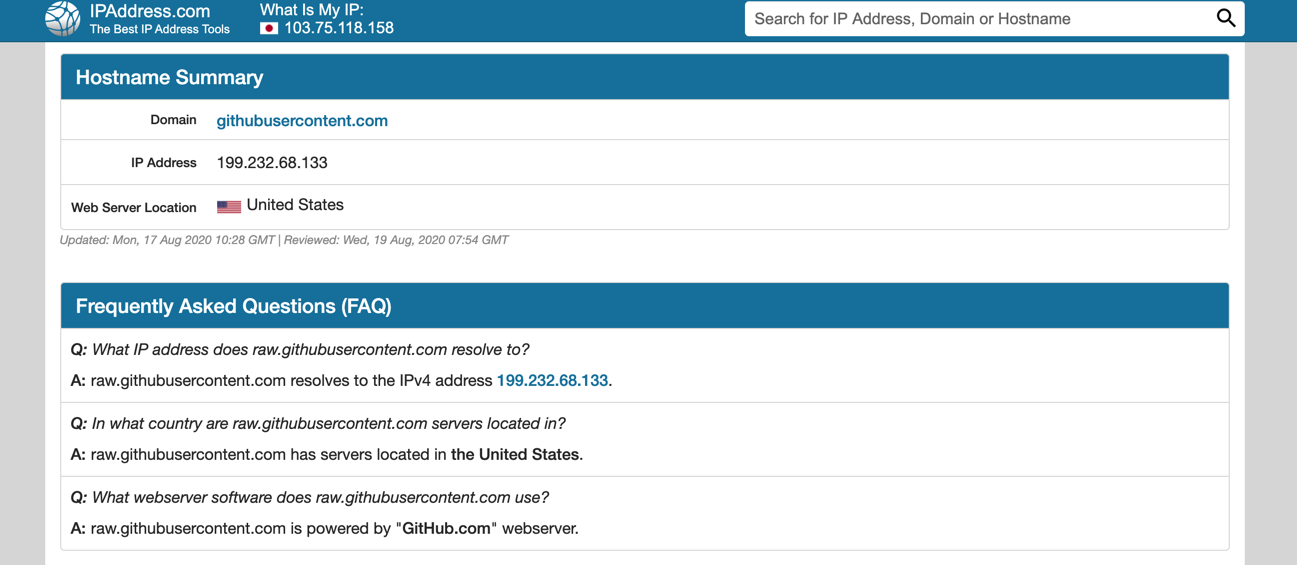 IPAddress.com
The Best IP Address Tools
What Is My IP:
103.75.118.158
Search for IP Address, Domain or Hostname
Hostname Summary
Domain githubusercontent.com
IP Address 199.232.68.133
Web Server Location United States
Updated: Mon, 17 Aug 2020 10:28 GMT | Reviewed: Wed, 19 Aug, 2020 07:54 GMT
Frequently Asked Questions (FAQ)
Q: What IP address does raw.githubusercontent.com resolve to?
A: raw.githubusercontent.com resolves to the IPv4 address 199.232.68.133.
Q: In what country are raw.githubusercontent.com servers located in?
A: raw.githubusercontent.com has servers located in the United States.
Q: What webserver software does raw.githubusercontent.com use?
A: raw.githubusercontent.com is powered by "GitHub.com" webserver.